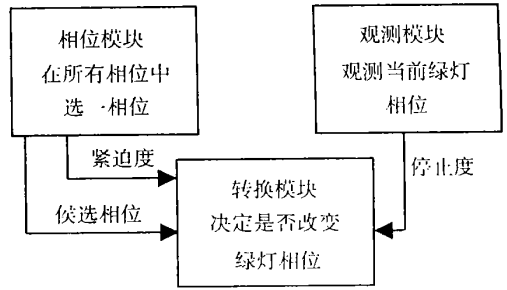 相位模块
在所有相位中
选一相位
观测模块
观测当前绿灯
相位
紧迫度
侯选相位
停止度
转换模块
决定是否改变
绿灯相位